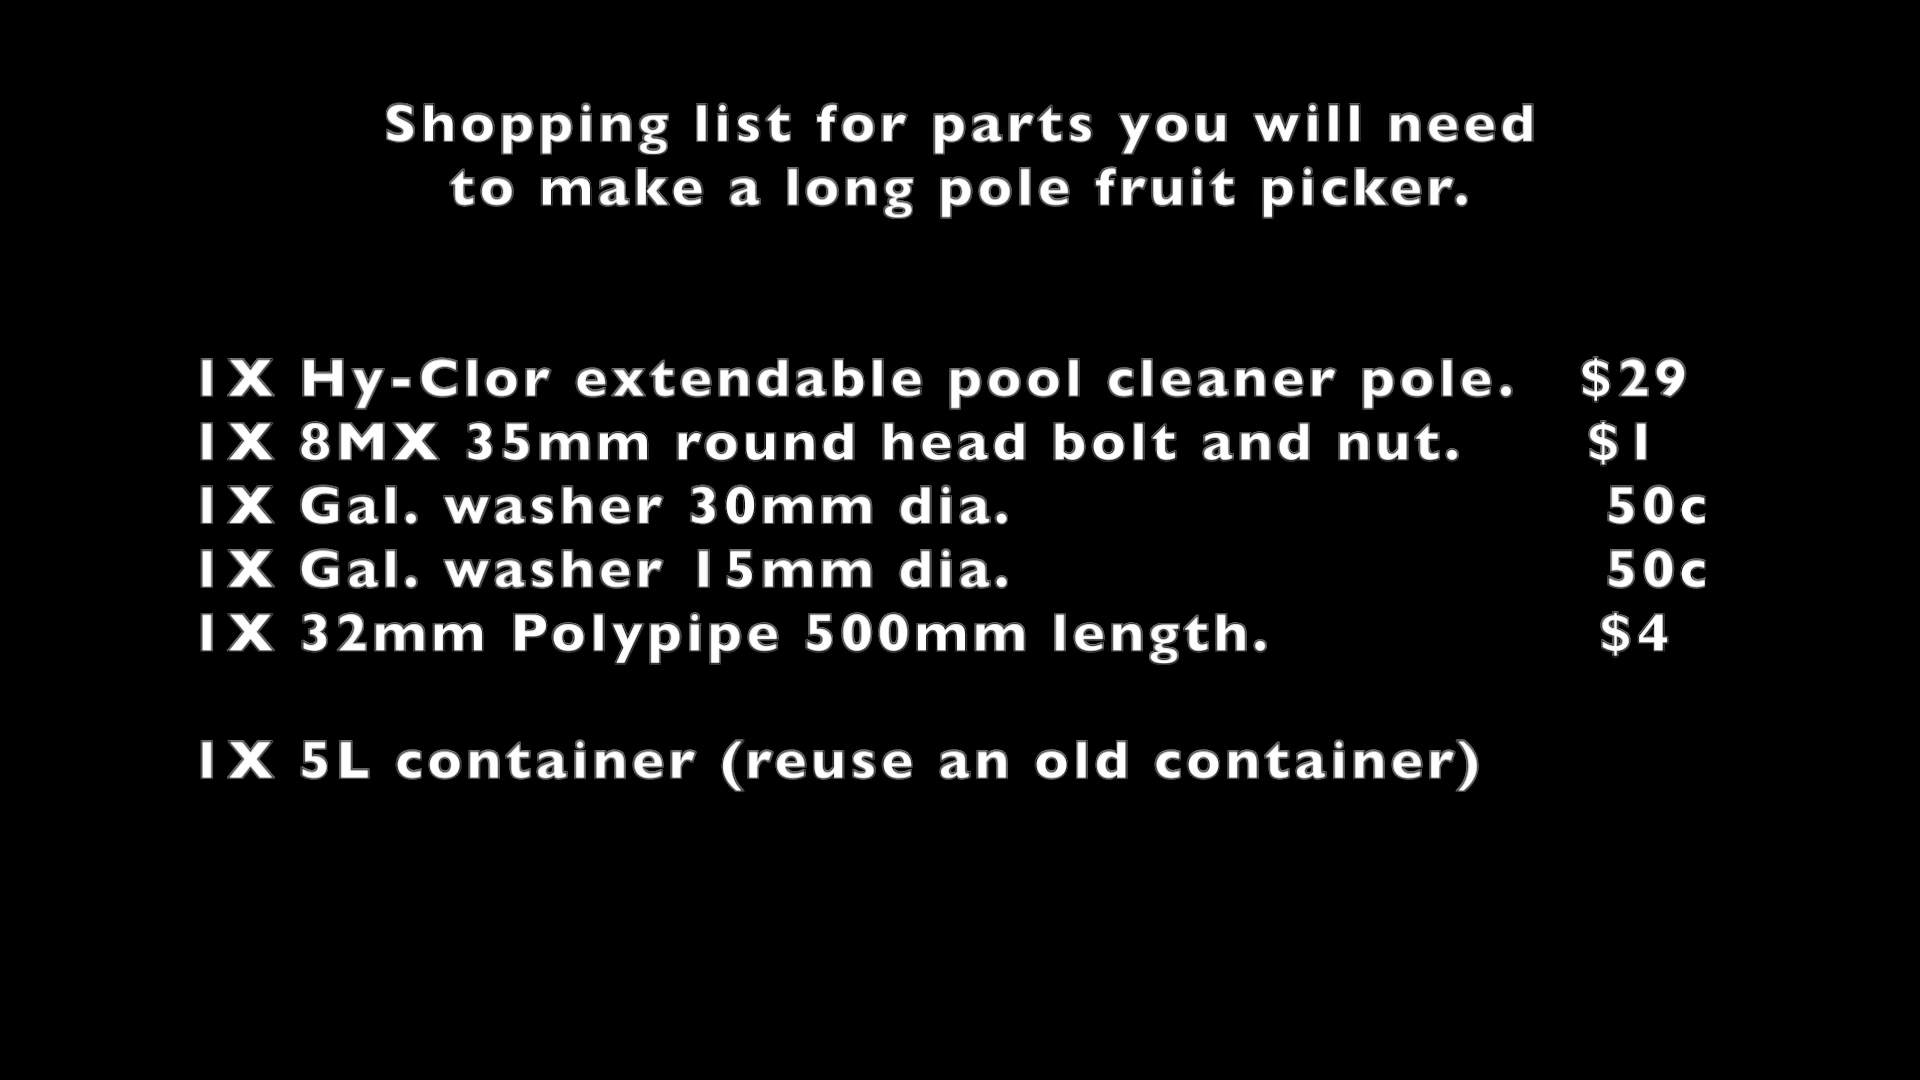 Shopping list for parts you will need
to make a long pole fruit picker.
1X Hy-Clor extendable pool cleaner pole. $29
1X 8MX 35mm round head bolt and nut. $1
1X Gal. washer 30mm dia. 50c
1X Gal. washer 15mm dia. 50c
1X 32mm Polypipe 500mm length. $4
1X 5L container (reuse an old container)